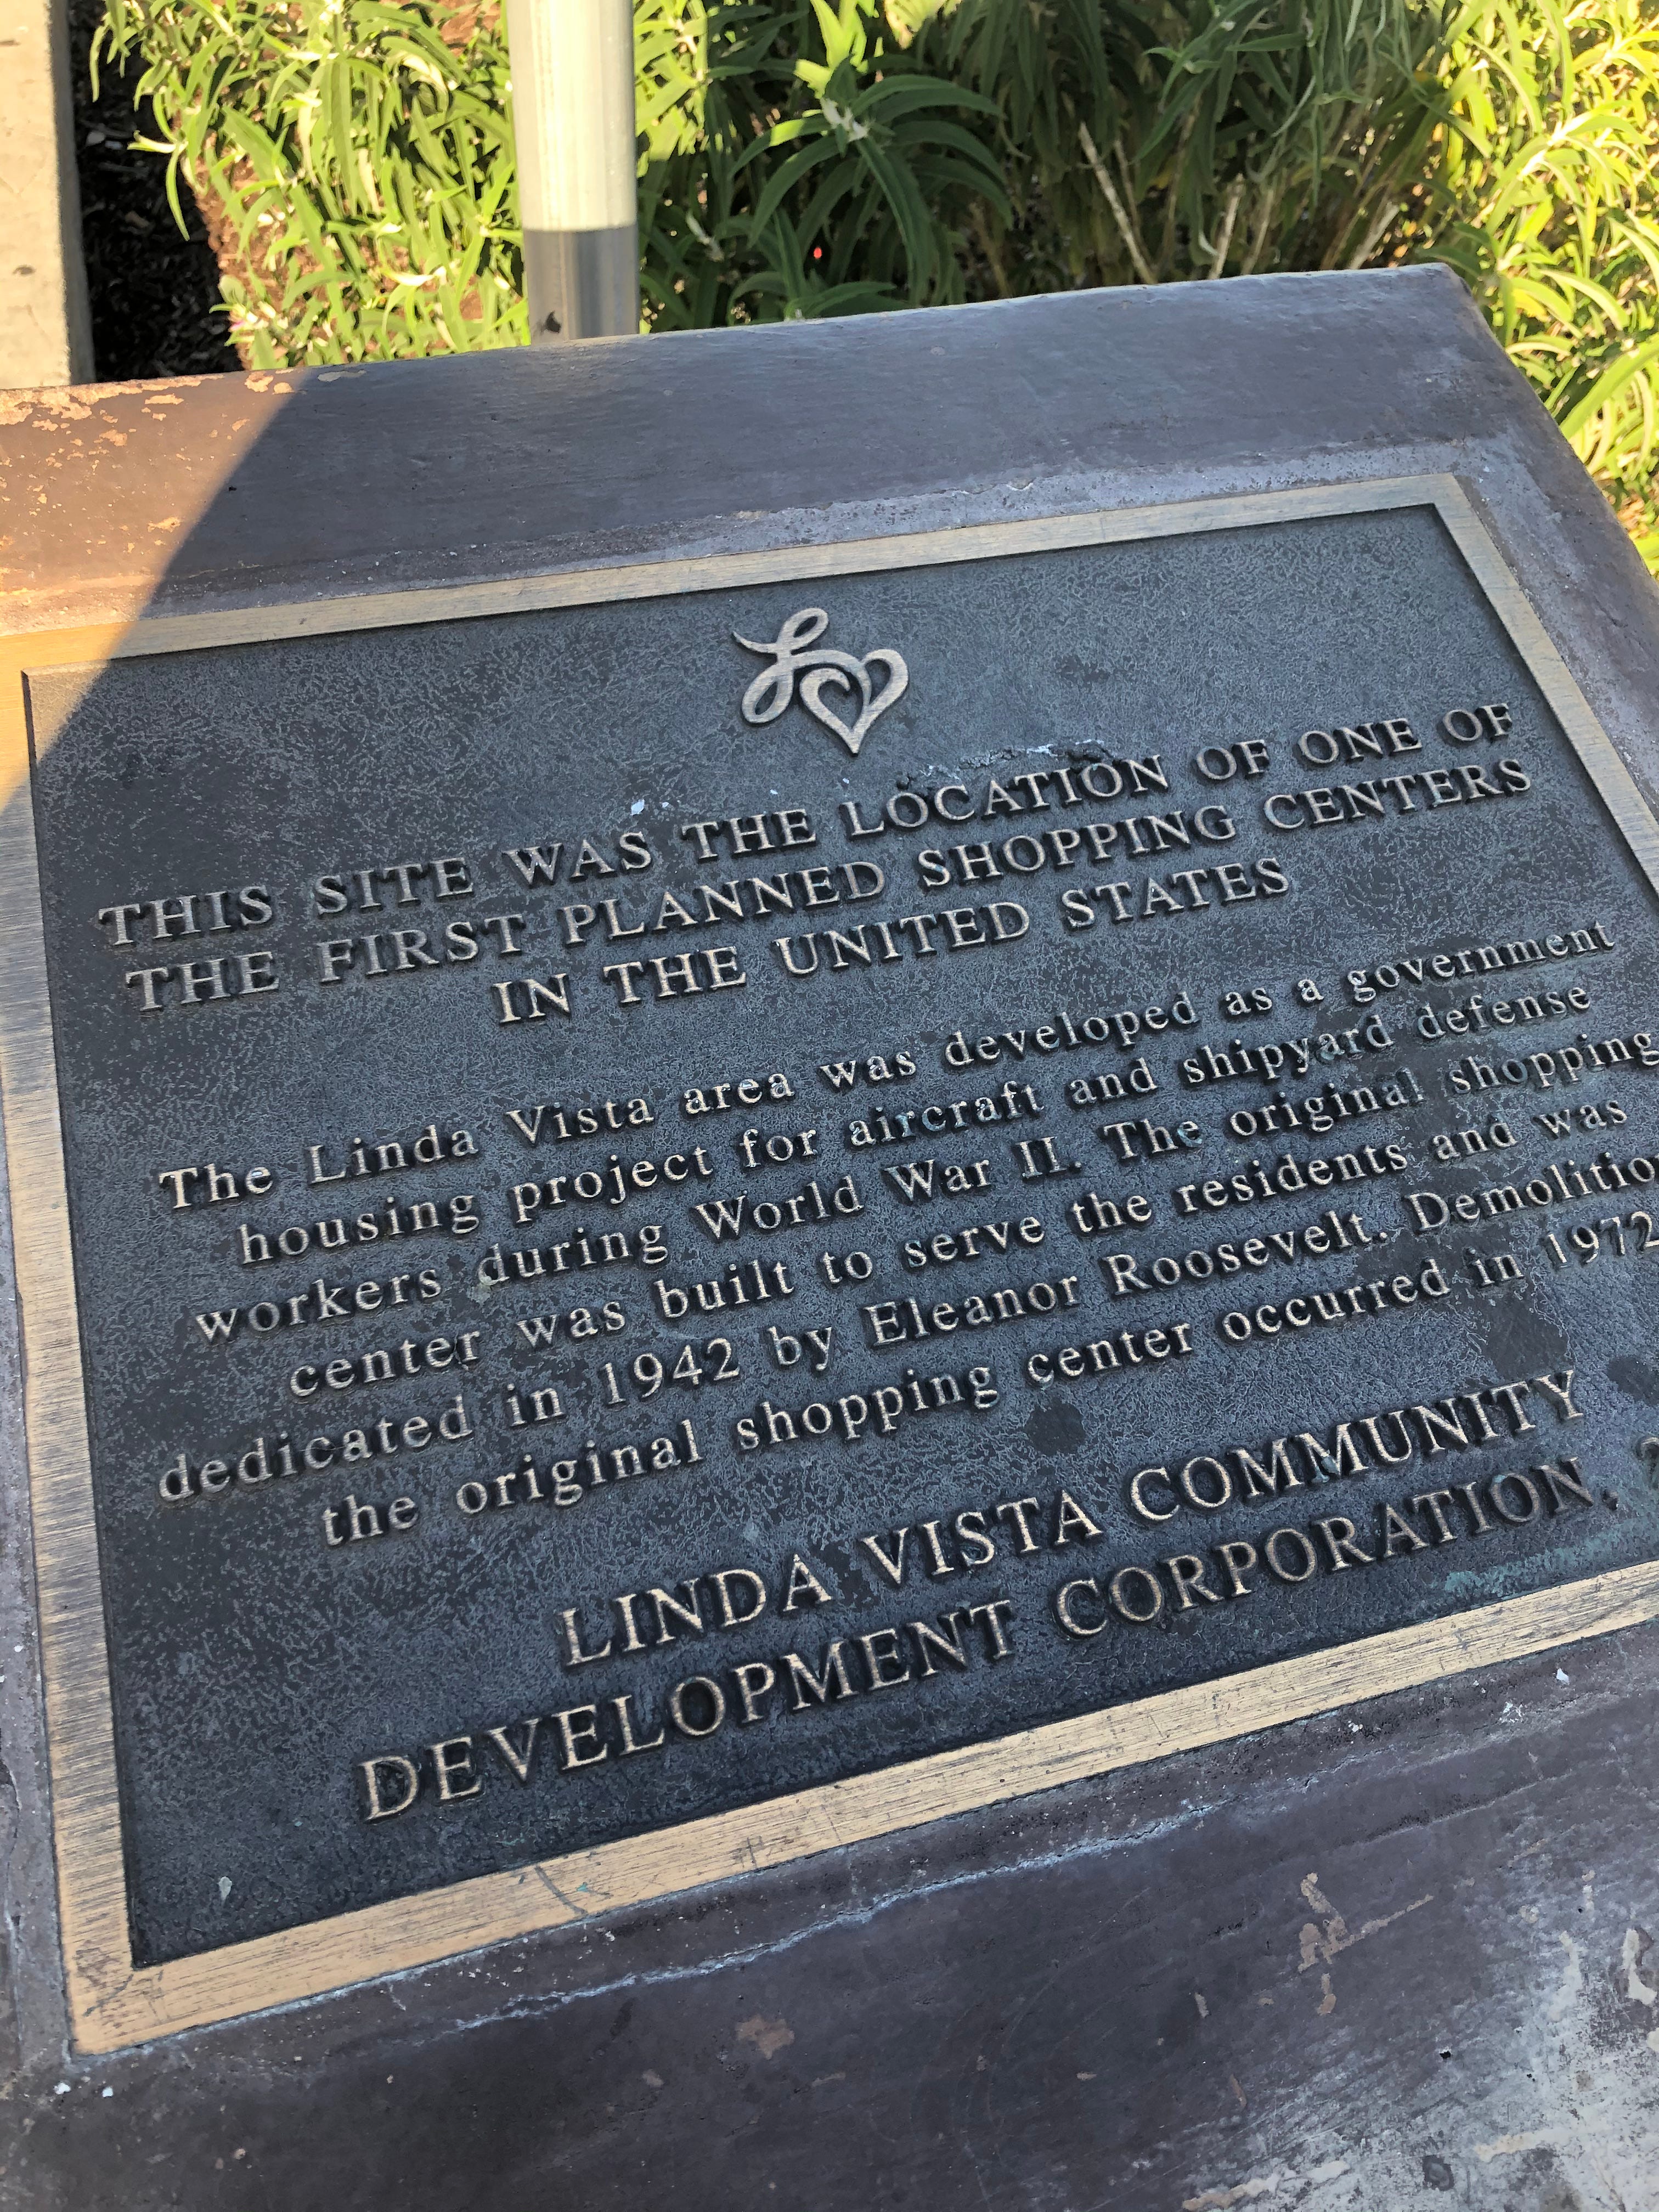 THIS SITE WAS THE LOCATION OF ONE OF
THE FIRST PLANNED SHOPPING CENTERS
IN THE UNITED STATES
The Linda Vista area was developed as a government
housing project for aircraft and shipyard defense
workers during World War II. The original shopping
center was built to serve the residents and was
dedicated in 1942 by Eleanor Roosevelt. Demolition
the original shopping center occurred in 1972
LINDA VISTA COMMUNITY
DEVELOPMENT CORPORATION,